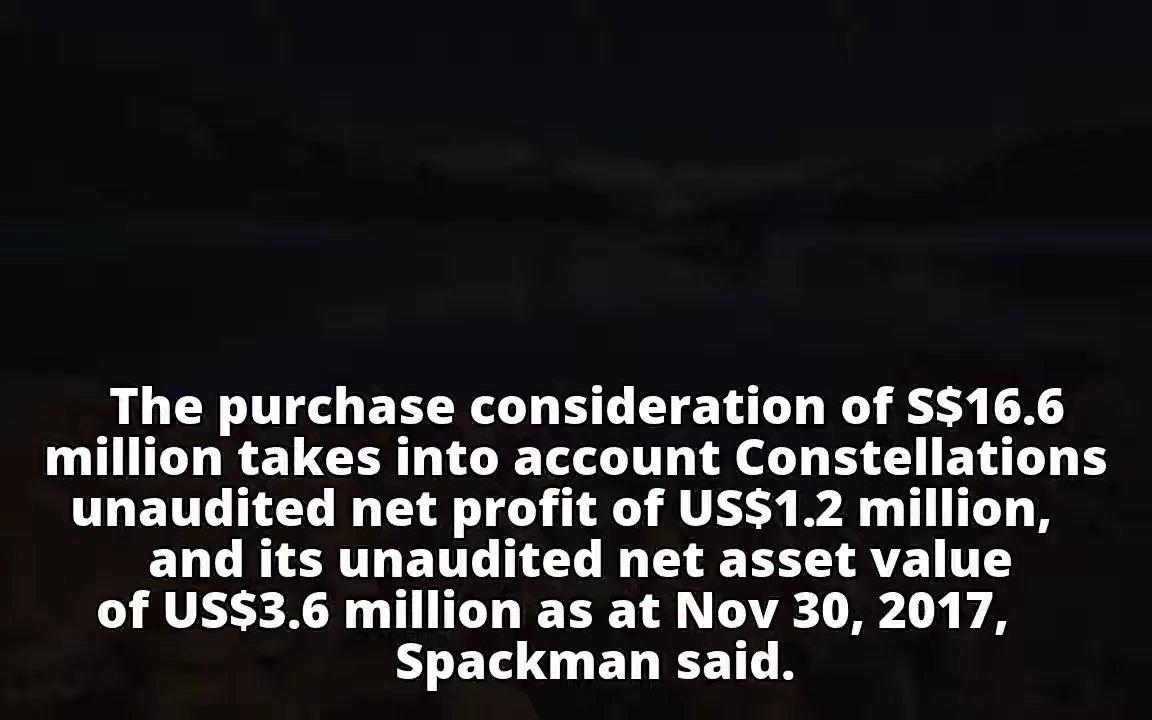 The purchase consideration of S$16.6
million takes into account Constellations
unaudited net profit of US$1.2 million,
and its unaudited net asset value
of US$3.6 million as at Nov 30, 2017,
Spackman said.